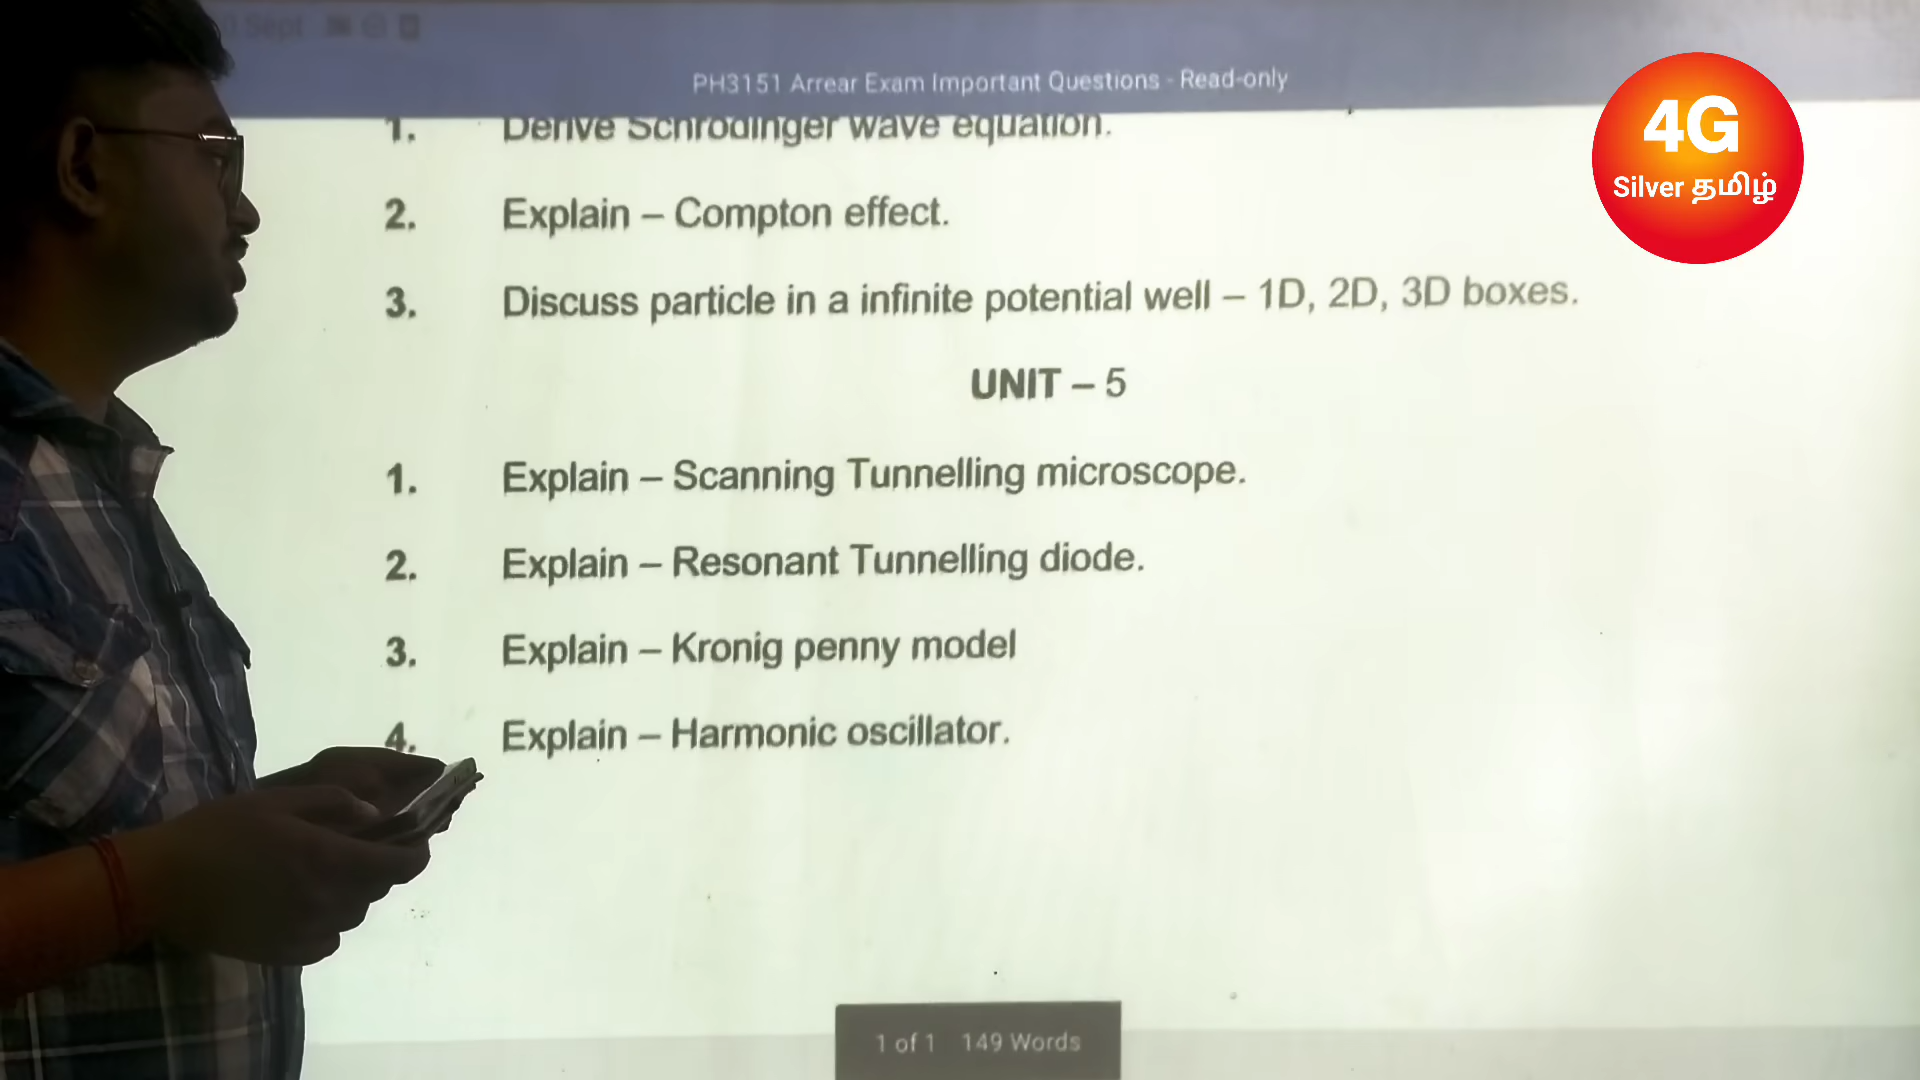 Sept
PH3151 Arrear Exam Important Questions - Read-only
4G
Silver தமிழ்
1. Derive Schrodinger wave equation.
2. Explain – Compton effect.
3. Discuss particle in a infinite potential well – 1D, 2D, 3D boxes.
UNIT – 5
1. Explain – Scanning Tunnelling microscope.
2. Explain – Resonant Tunnelling diode.
3. Explain – Kronig penny model
4. Explain – Harmonic oscillator.
1 of 1 149 Words